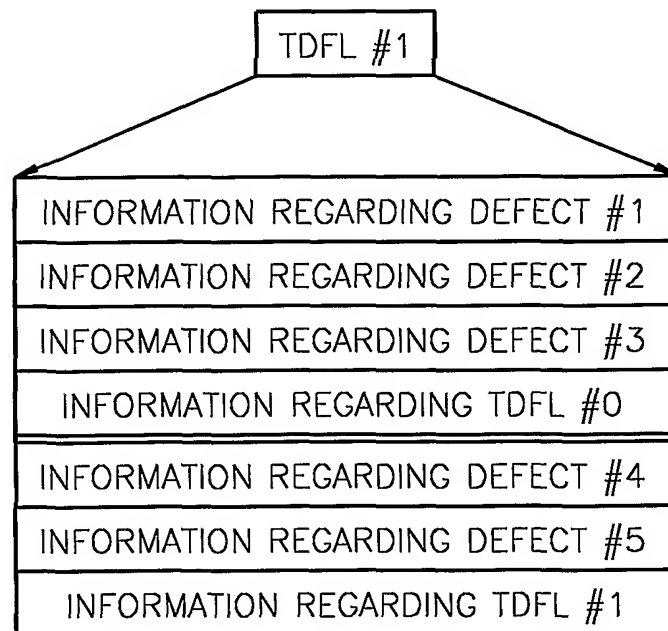 TDFL #1
INFORMATION REGARDING DEFECT #1
INFORMATION REGARDING DEFECT #2
INFORMATION REGARDING DEFECT #3
INFORMATION REGARDING TDFL #0
INFORMATION REGARDING DEFECT #4
INFORMATION REGARDING DEFECT #5
INFORMATION REGARDING TDFL #1